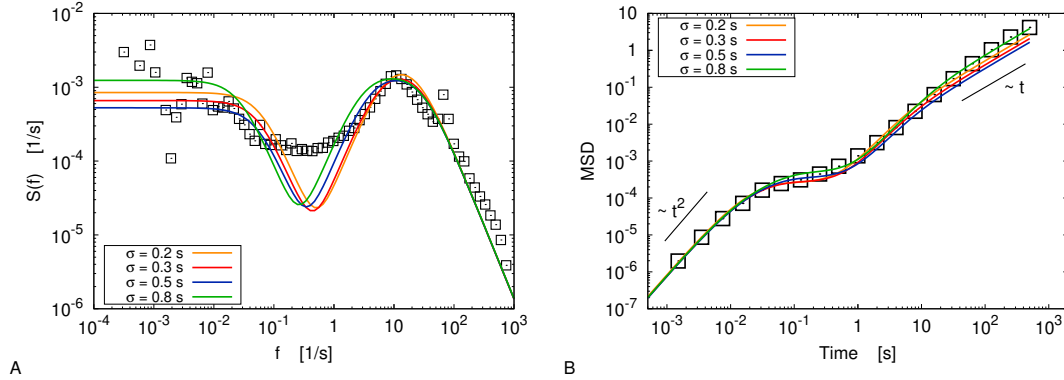 S(f) [1/s]
10^-2
10^-3
10^-4
10^-5
10^-6
σ = 0.2 s
σ = 0.3 s
σ = 0.5 s
σ = 0.8 s
10^-4 10^-3 10^-2 10^-1 1 10 10^2 10^3
f [1/s]
A
MSD
10
1
10^-1
10^-2
10^-3
10^-4
10^-5
10^-6
10^-7
σ = 0.2 s
σ = 0.3 s
σ = 0.5 s
σ = 0.8 s
~ t
~ t^2
10^-3 10^-2 10^-1 1 10 10^2 10^3
Time [s]
B